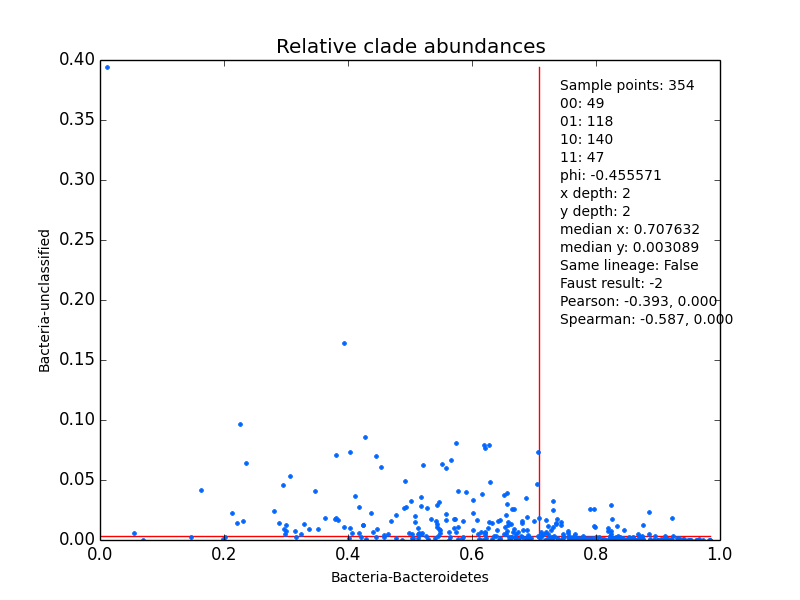 Relative clade abundances
0.40
0.35
0.30
0.25
0.20
0.15
0.10
0.05
0.00
Bacteria-unclassified
Sample points: 354
00: 49
01: 118
10: 140
11: 47
phi: -0.455571
x depth: 2
y depth: 2
median x: 0.707632
median y: 0.003089
Same lineage: False
Faust result: -2
Pearson: -0.393, 0.000
Spearman: -0.587, 0.000
0.0 0.2 0.4 0.6 0.8 1.0
Bacteria-Bacteroidetes